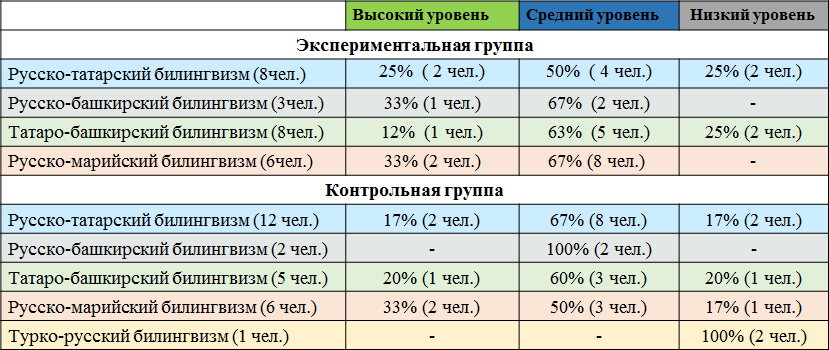 Высокий уровень Средний уровень Низкий уровень
Экспериментальная группа
Русско-татарский билингвизм (8чел.) 25% ( 2 чел.) 50% ( 4 чел.) 25% (2 чел.)
Русско-башкирский билингвизм (3чел.) 33% (1 чел.) 67% (2 чел.) -
Татаро-башкирский билингвизм (8чел.) 12% (1 чел.) 63% (5 чел.) 25% (2 чел.)
Русско-марийский билингвизм (6чел.) 33% (2 чел.) 67% (8 чел.) -
Контрольная группа
Русско-татарский билингвизм (12 чел.) 17% (2 чел.) 67% (8 чел.) 17% (2 чел.)
Русско-башкирский билингвизм (2 чел.) - 100% (2 чел.) -
Татаро-башкирский билингвизм (5 чел.) 20% (1 чел.) 60% (3 чел.) 20% (1 чел.)
Русско-марийский билингвизм (6 чел.) 33% (2 чел.) 50% (3 чел.) 17% (1 чел.)
Турко-русский билингвизм (1 чел.) - - 100% (2 чел.)